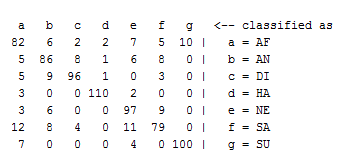 a b c d e f g <-- classified as
82 6 2 2 7 5 10 | a = AF
5 86 8 1 6 8 0 | b = AN
5 9 96 1 0 3 0 | c = DI
3 0 0 110 2 0 0 | d = HA
3 6 0 0 97 9 0 | e = NE
12 8 4 0 11 79 0 | f = SA
7 0 0 0 4 0 100 | g = SU